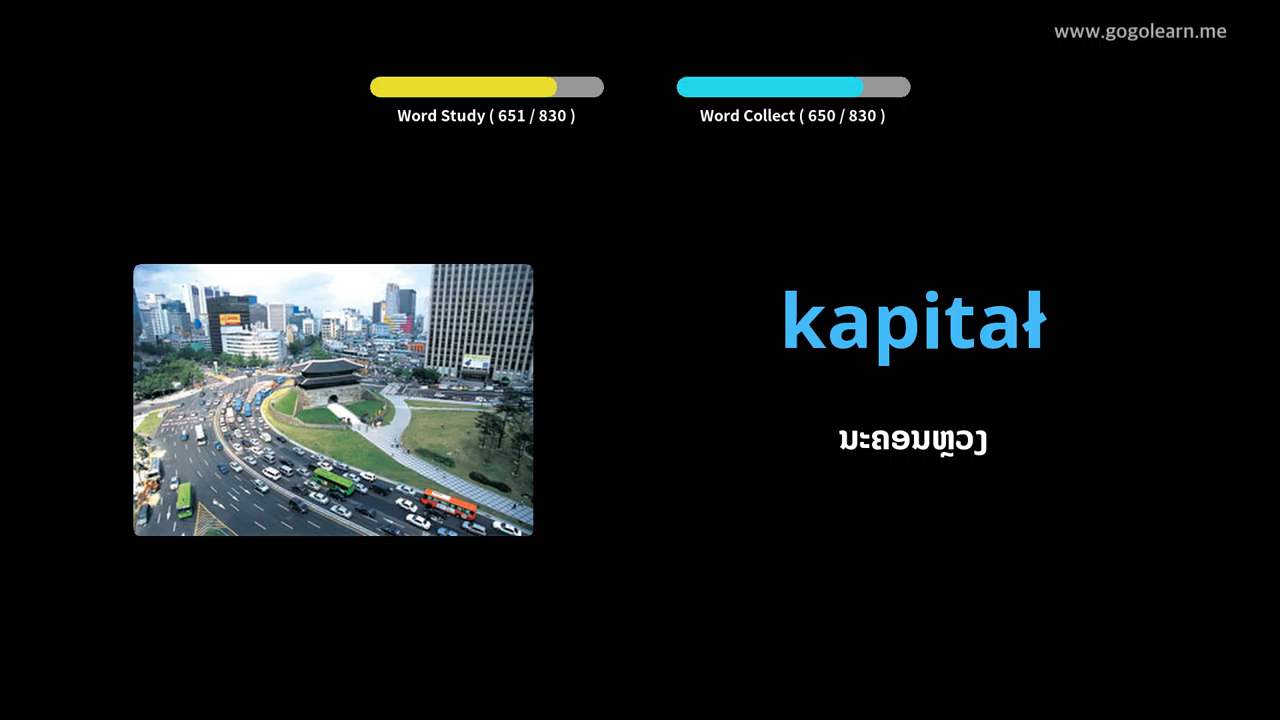 www.gogolearn.me
Word Study ( 651 / 830 )
Word Collect ( 650 / 830 )
kapitał
ນະຄອນຫຼວງ